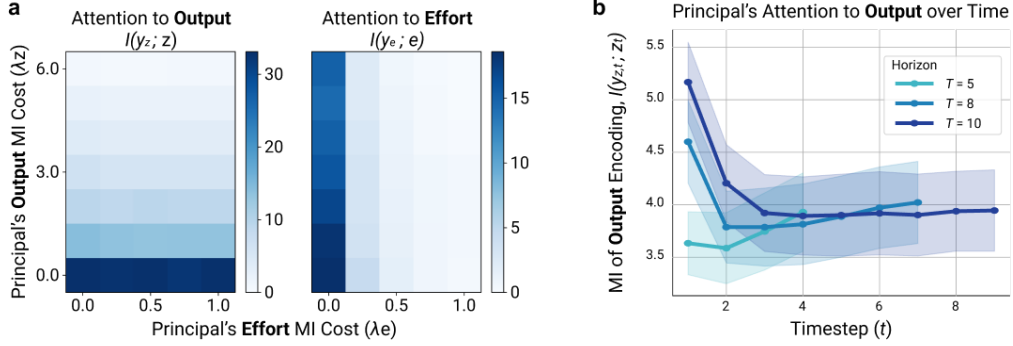 a
Attention to Output
I(yz ; z)
Attention to Effort
I(ye ; e)
Principal's Output MI Cost (λz)
6.0
3.0
0.0
0.0 0.5 1.0
30
20
10
0
0.0 0.5 1.0
15
10
5
0
Principal's Effort MI Cost (λe)
b
Principal's Attention to Output over Time
MI of Output Encoding, I(yz,t ; zt)
5.5
5.0
4.5
4.0
3.5
Horizon
T = 5
T = 8
T = 10
2 4 6 8
Timestep (t)